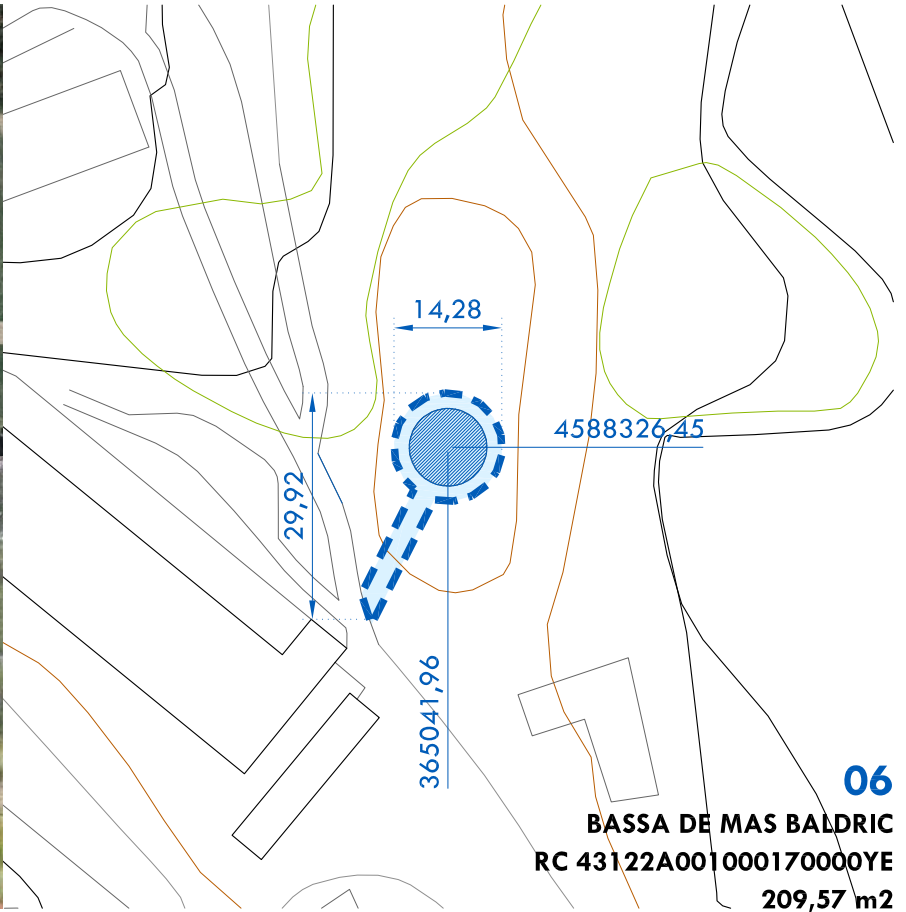 14,28
4588326,45
29,92
365041,96
06
BASSA DE MAS BALDRIC
RC 43122A001000170000YE
209,57 m2